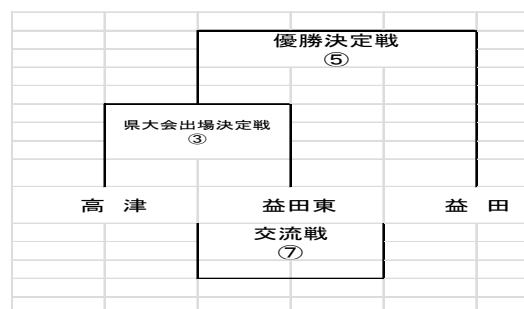 優勝決定戦
⑤
県大会出場決定戦
③
高　津　益田東　益　田
交流戦
⑦